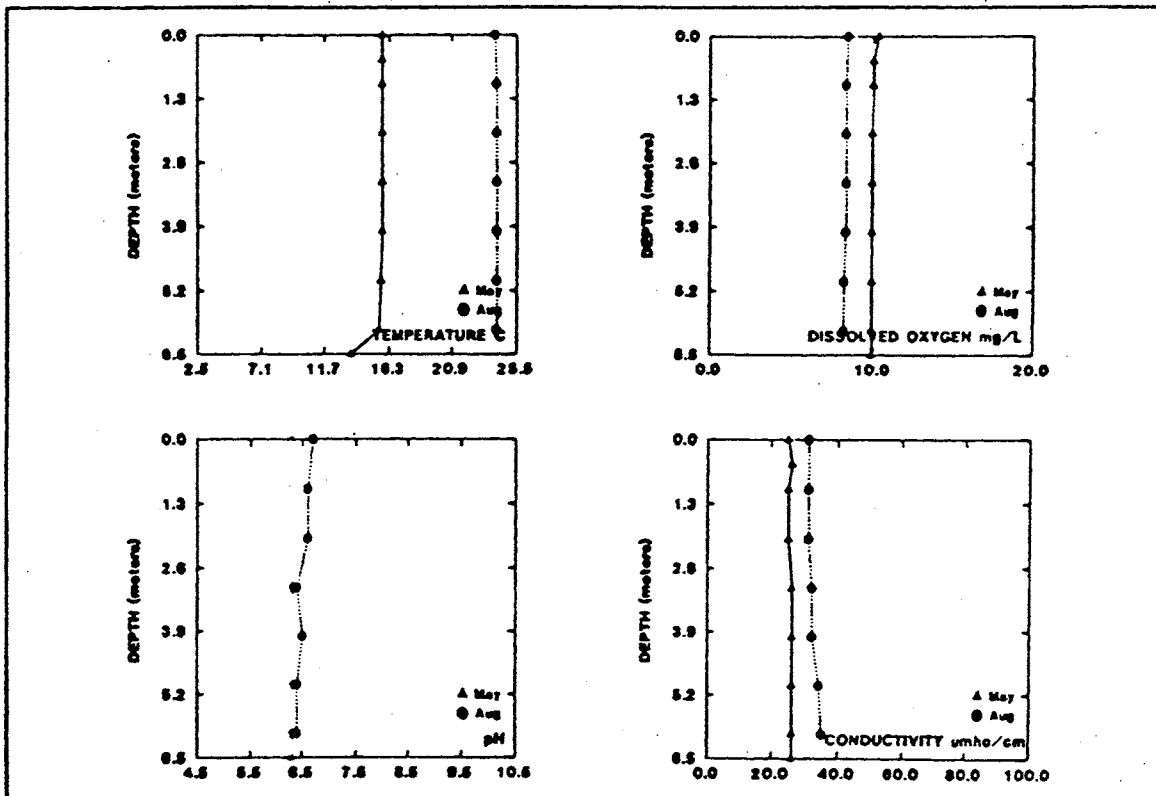 0.0
1.3
2.6
3.9
5.2
6.5
DEPTH (meters)
▲ May
● Aug
TEMPERATURE C
2.5 7.1 11.7 16.3 20.9 25.5
0.0
1.3
2.6
3.9
5.2
6.5
DEPTH (meters)
▲ May
● Aug
DISSOLVED OXYGEN mg/L
0.0 10.0 20.0
0.0
1.3
2.6
3.9
5.2
6.5
DEPTH (meters)
▲ May
● Aug
pH
4.5 5.5 6.5 7.5 8.5 9.5 10.5
0.0
1.3
2.6
3.9
5.2
6.5
DEPTH (meters)
▲ May
● Aug
CONDUCTIVITY umho/cm
0.0 20.0 40.0 60.0 80.0 100.0